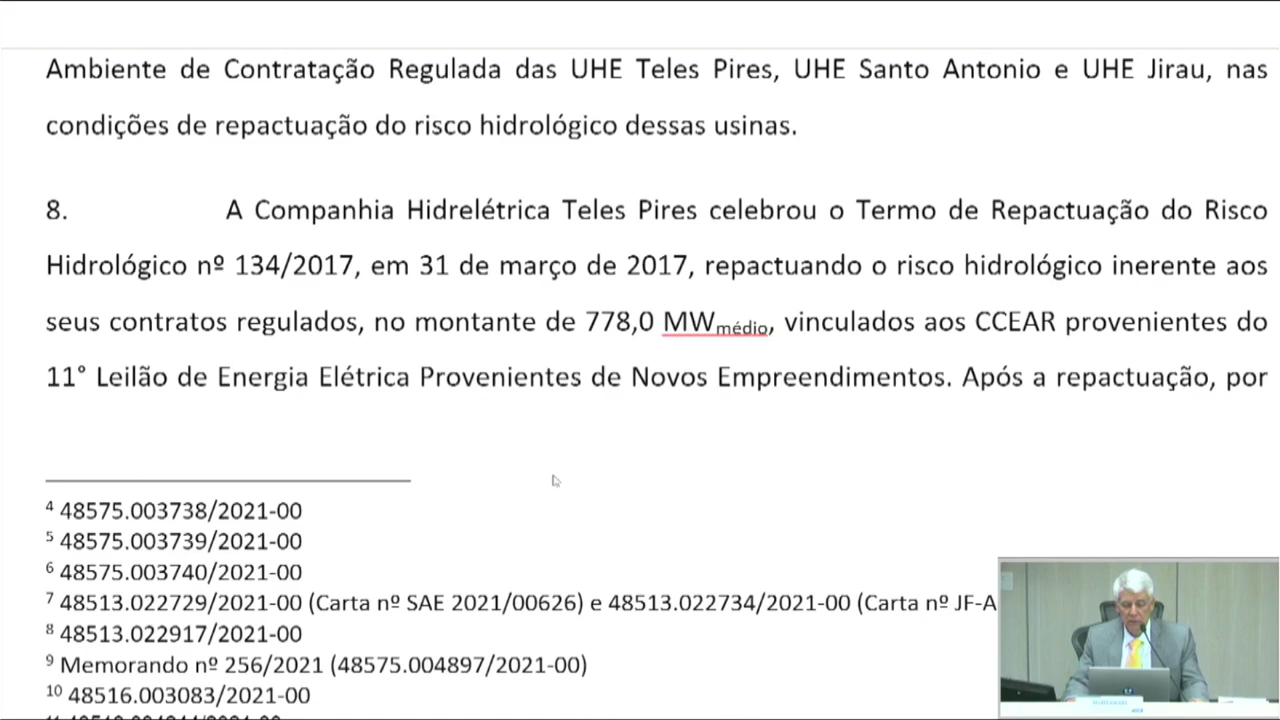 Ambiente de Contratação Regulada das UHE Teles Pires, UHE Santo Antonio e UHE Jirau, nas
condições de repactuação do risco hidrológico dessas usinas.
8. A Companhia Hidrelétrica Teles Pires celebrou o Termo de Repactuação do Risco
Hidrológico nº 134/2017, em 31 de março de 2017, repactuando o risco hidrológico inerente aos
seus contratos regulados, no montante de 778,0 MWmédio, vinculados aos CCEAR provenientes do
11° Leilão de Energia Elétrica Provenientes de Novos Empreendimentos. Após a repactuação, por
4 48575.003738/2021-00
5 48575.003739/2021-00
6 48575.003740/2021-00
7 48513.022729/2021-00 (Carta nº SAE 2021/00626) e 48513.022734/2021-00 (Carta nº JF-A
8 48513.022917/2021-00
9 Memorando nº 256/2021 (48575.004897/2021-00)
10 48516.003083/2021-00